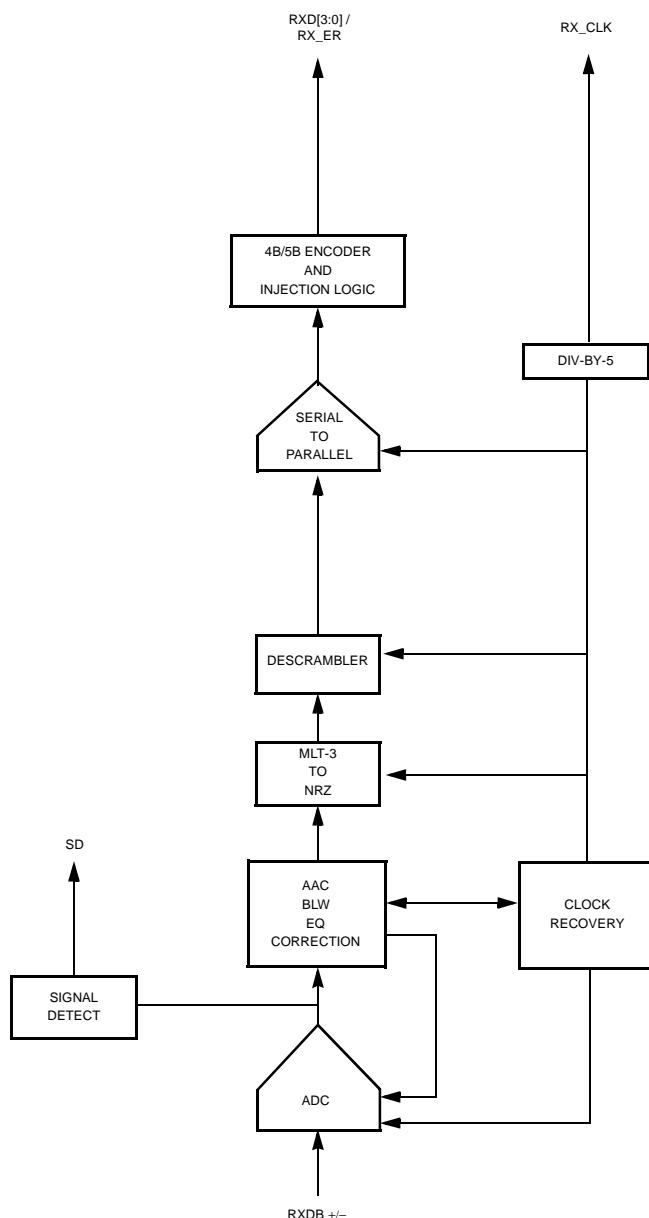 RXD[3:0] /
RX_ER
RX_CLK
4B/5B ENCODER
AND
INJECTION LOGIC
DIV-BY-5
SERIAL
TO
PARALLEL
DESCRAMBLER
MLT-3
TO
NRZ
SD
AAC
BLW
EQ
CORRECTION
CLOCK
RECOVERY
SIGNAL
DETECT
ADC
RXDB +/−